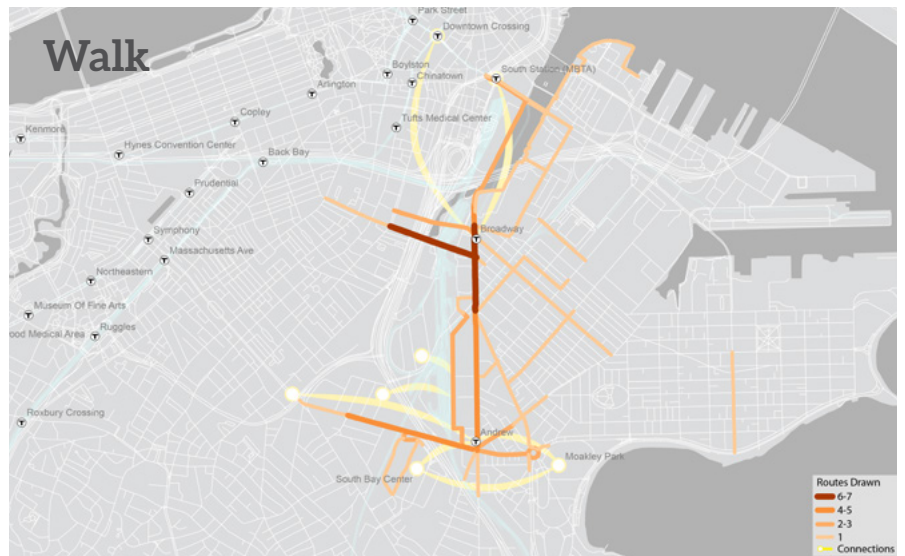 Walk
Park Street
Downtown Crossing
Boylston
Chinatown
South Station (MBTA)
Arlington
Copley
Tufts Medical Center
Kenmore
Hynes Convention Center
Back Bay
Prudential
Symphony
Broadway
Massachusetts Ave
Northeastern
Museum Of Fine Arts
ood Medical Area
Ruggles
Roxbury Crossing
Andrew
Moakley Park
South Bay Center
Routes Drawn
6-7
4-5
2-3
1
Connections